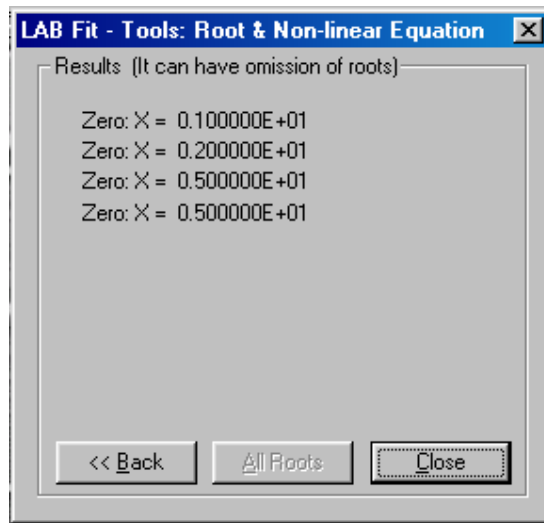 LAB Fit - Tools: Root & Non-linear Equation
Results (It can have omission of roots)
Zero: X = 0.100000E+01
Zero: X = 0.200000E+01
Zero: X = 0.500000E+01
Zero: X = 0.500000E+01
<< Back All Roots Close